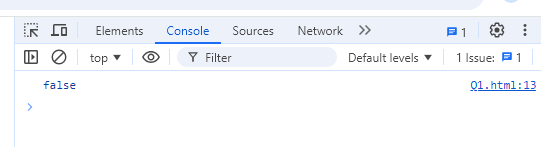 Elements Console Sources Network 1
top Filter Default levels 1 Issue: 1
false Q1.html:13